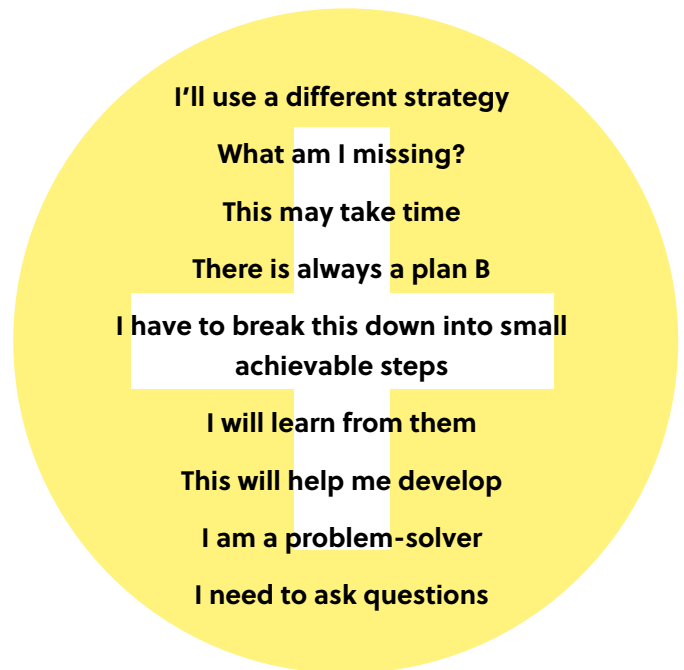 I’ll use a different strategy
What am I missing?
This may take time
There is always a plan B
I have to break this down into small
achievable steps
I will learn from them
This will help me develop
I am a problem-solver
I need to ask questions